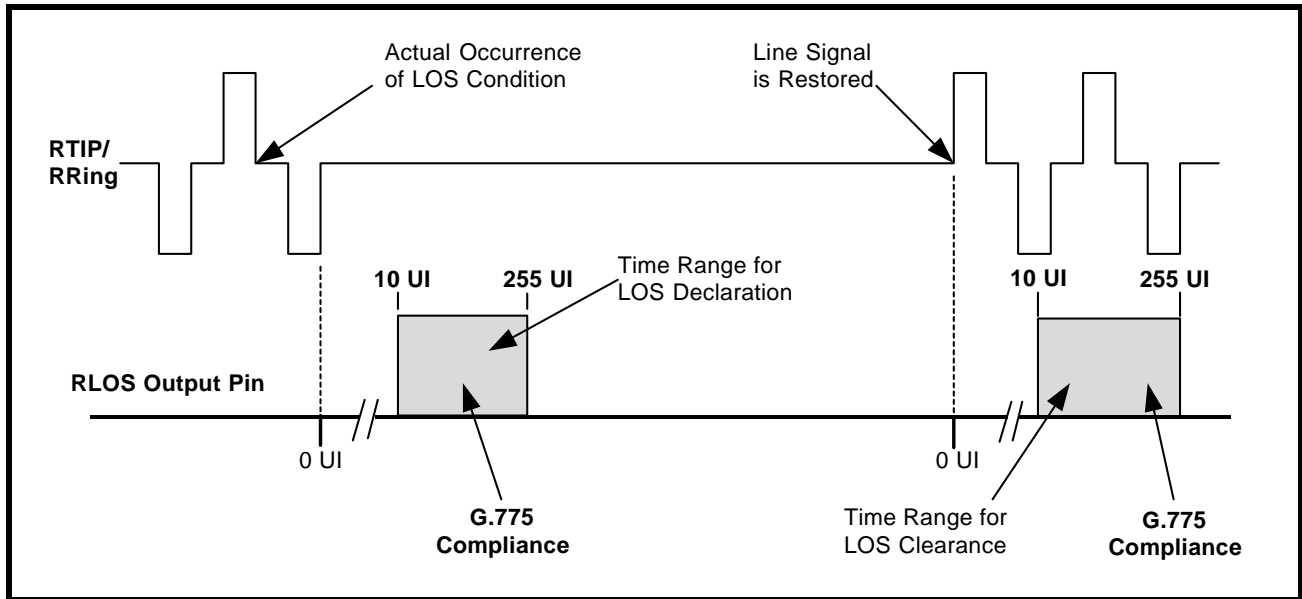 Actual Occurrence
of LOS Condition
Line Signal
is Restored
RTIP/
RRing
10 UI
255 UI
Time Range for
LOS Declaration
10 UI
255 UI
RLOS Output Pin
0 UI
0 UI
G.775
Compliance
Time Range for
LOS Clearance
G.775
Compliance